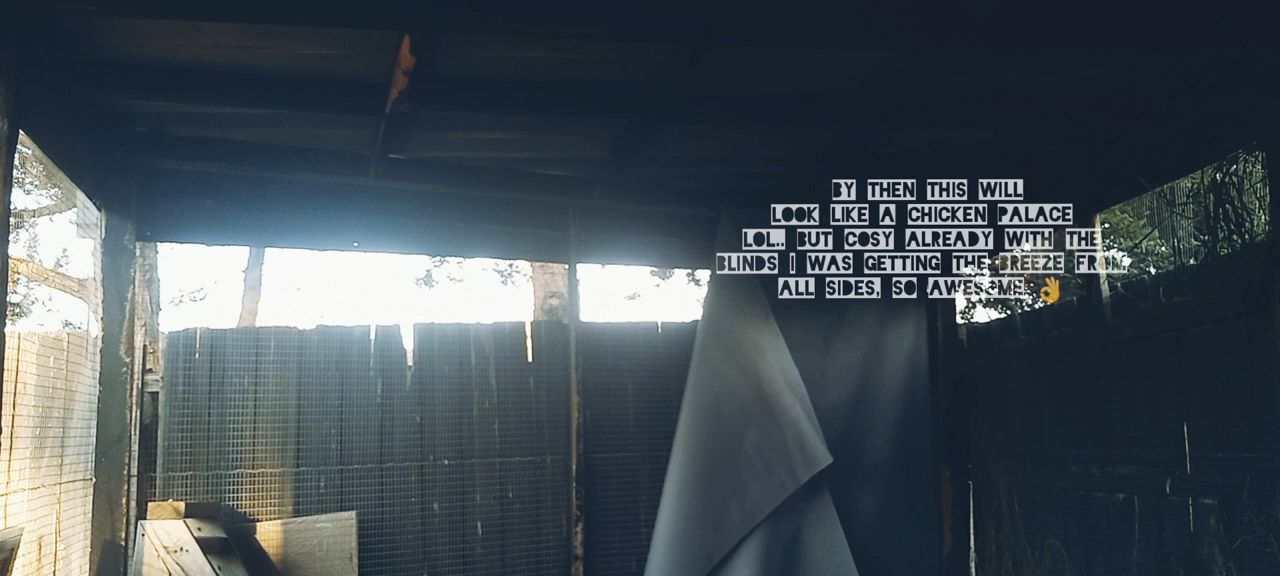 BY THEN THIS WILL
LOOK LIKE A CHICKEN PALACE
LOL.. BUT COSY ALREADY WITH THE
BLINDS I WAS GETTING THE BREEZE FROM
ALL SIDES, SO AWESOME 👌